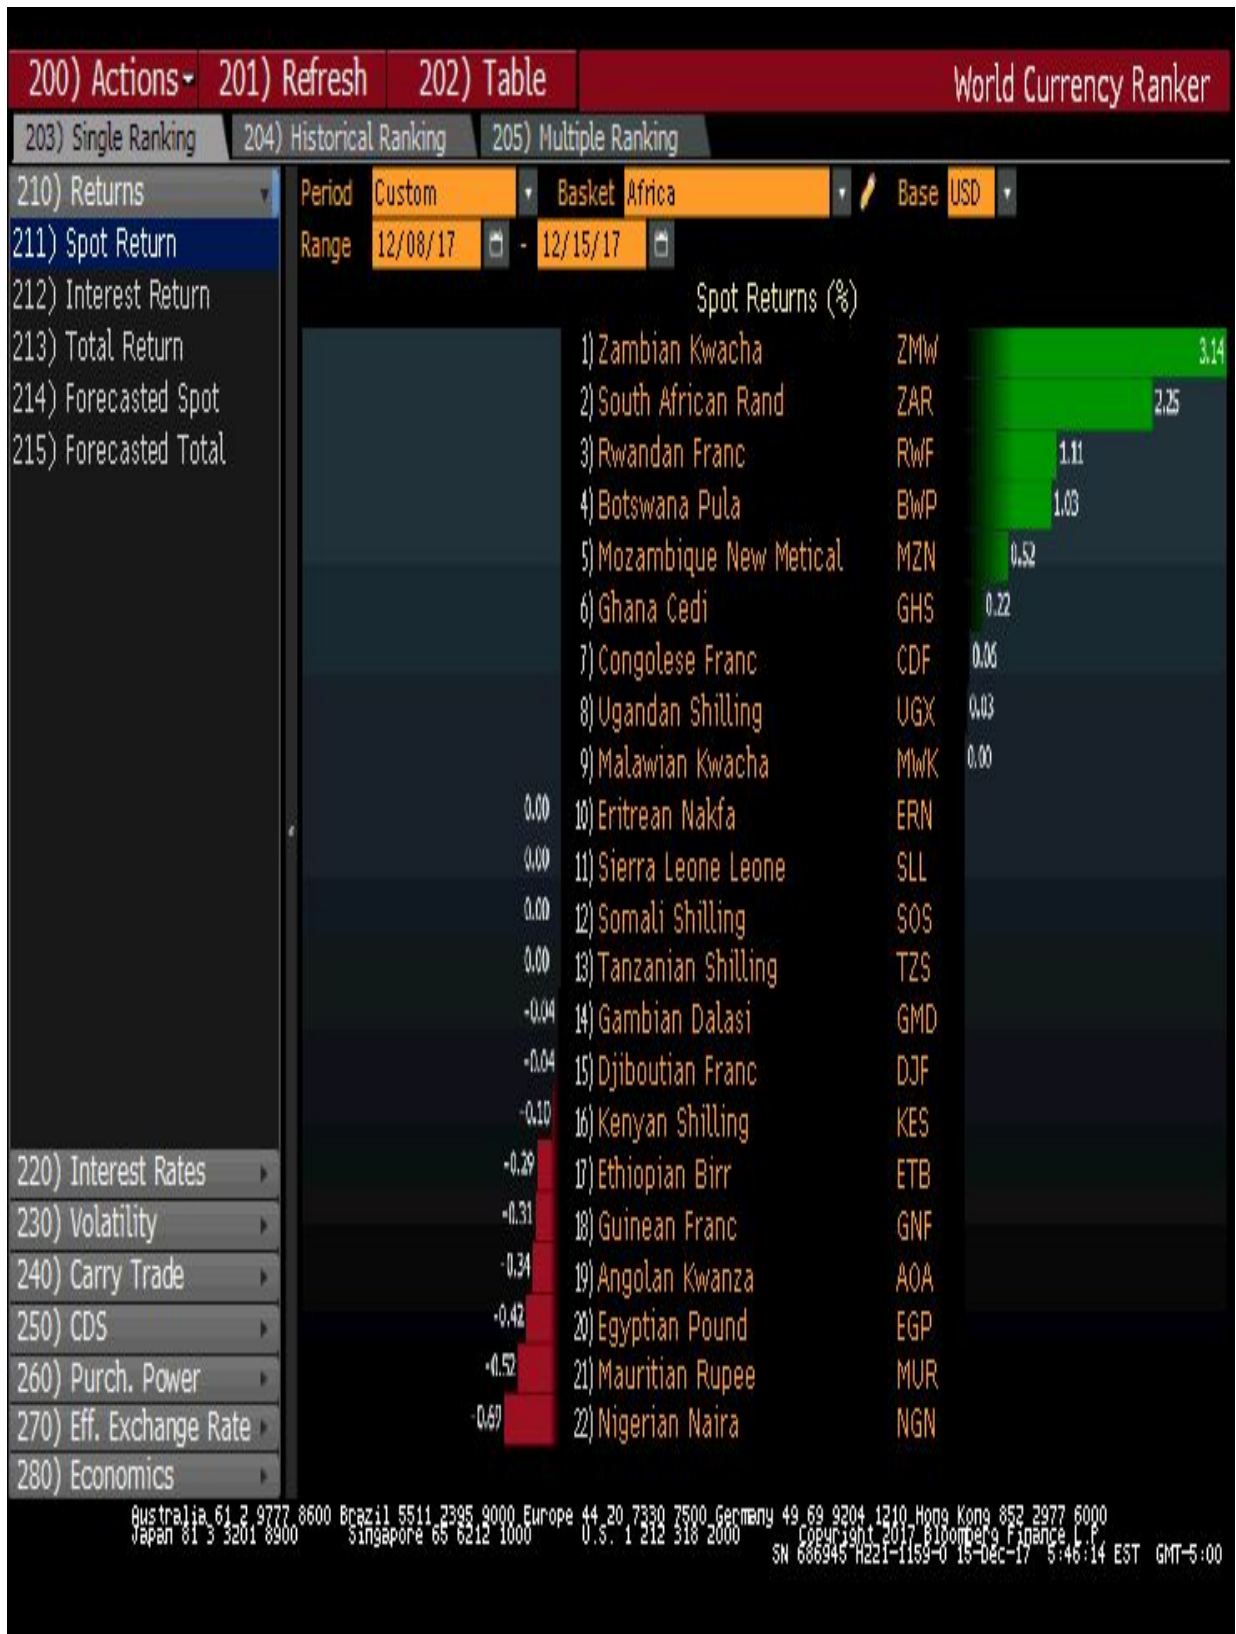 200) Actions 201) Refresh 202) Table World Currency Ranker
203) Single Ranking 204) Historical Ranking 205) Multiple Ranking
210) Returns Period Custom Basket Africa Base USD
211) Spot Return Range 12/08/17 - 12/15/17
212) Interest Return Spot Returns (%)
213) Total Return 1) Zambian Kwacha ZMW 3.14
214) Forecasted Spot 2) South African Rand ZAR 2.25
215) Forecasted Total 3) Rwandan Franc RWF 1.11
4) Botswana Pula BWP 1.03
5) Mozambique New Metical MZN 0.52
6) Ghana Cedi GHS 0.22
7) Congolese Franc CDF 0.06
8) Ugandan Shilling UGX 0.03
9) Malawian Kwacha MWK 0.00
0.00 10) Eritrean Nakfa ERN
0.00 11) Sierra Leone Leone SLL
0.00 12) Somali Shilling SOS
0.00 13) Tanzanian Shilling TZS
-0.04 14) Gambian Dalasi GMD
-0.04 15) Djiboutian Franc DJF
-0.10 16) Kenyan Shilling KES
220) Interest Rates -0.29 17) Ethiopian Birr ETB
230) Volatility -0.31 18) Guinean Franc GNF
240) Carry Trade -0.34 19) Angolan Kwanza AOA
250) CDS -0.42 20) Egyptian Pound EGP
260) Purch. Power -0.52 21) Mauritian Rupee MUR
270) Eff. Exchange Rate -0.69 22) Nigerian Naira NGN
280) Economics
Australia 61 2 9777 8600 Brazil 5511 2395 9000 Europe 44 20 7330 7500 Germany 49 69 9204 1210 Hong Kong 852 2977 6000
Japan 81 3 3201 8900 Singapore 65 6212 1000 U.S. 1 212 318 2000 Copyright 2017 Bloomberg Finance L.P.
SN 686945 H221-1159-0 15-Dec-17 5:46:14 EST GMT-5:00